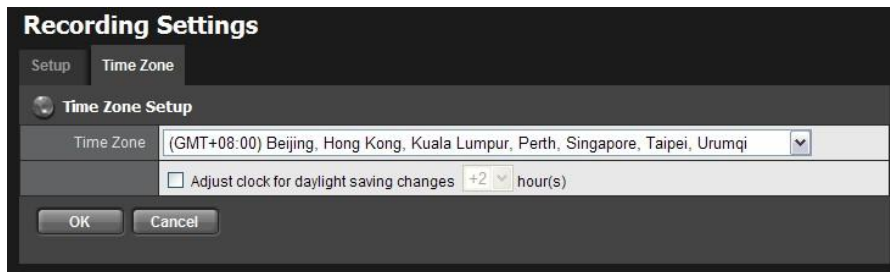 Recording Settings
Setup Time Zone
Time Zone Setup
Time Zone (GMT+08:00) Beijing, Hong Kong, Kuala Lumpur, Perth, Singapore, Taipei, Urumqi
Adjust clock for daylight saving changes +2 hour(s)
OK Cancel